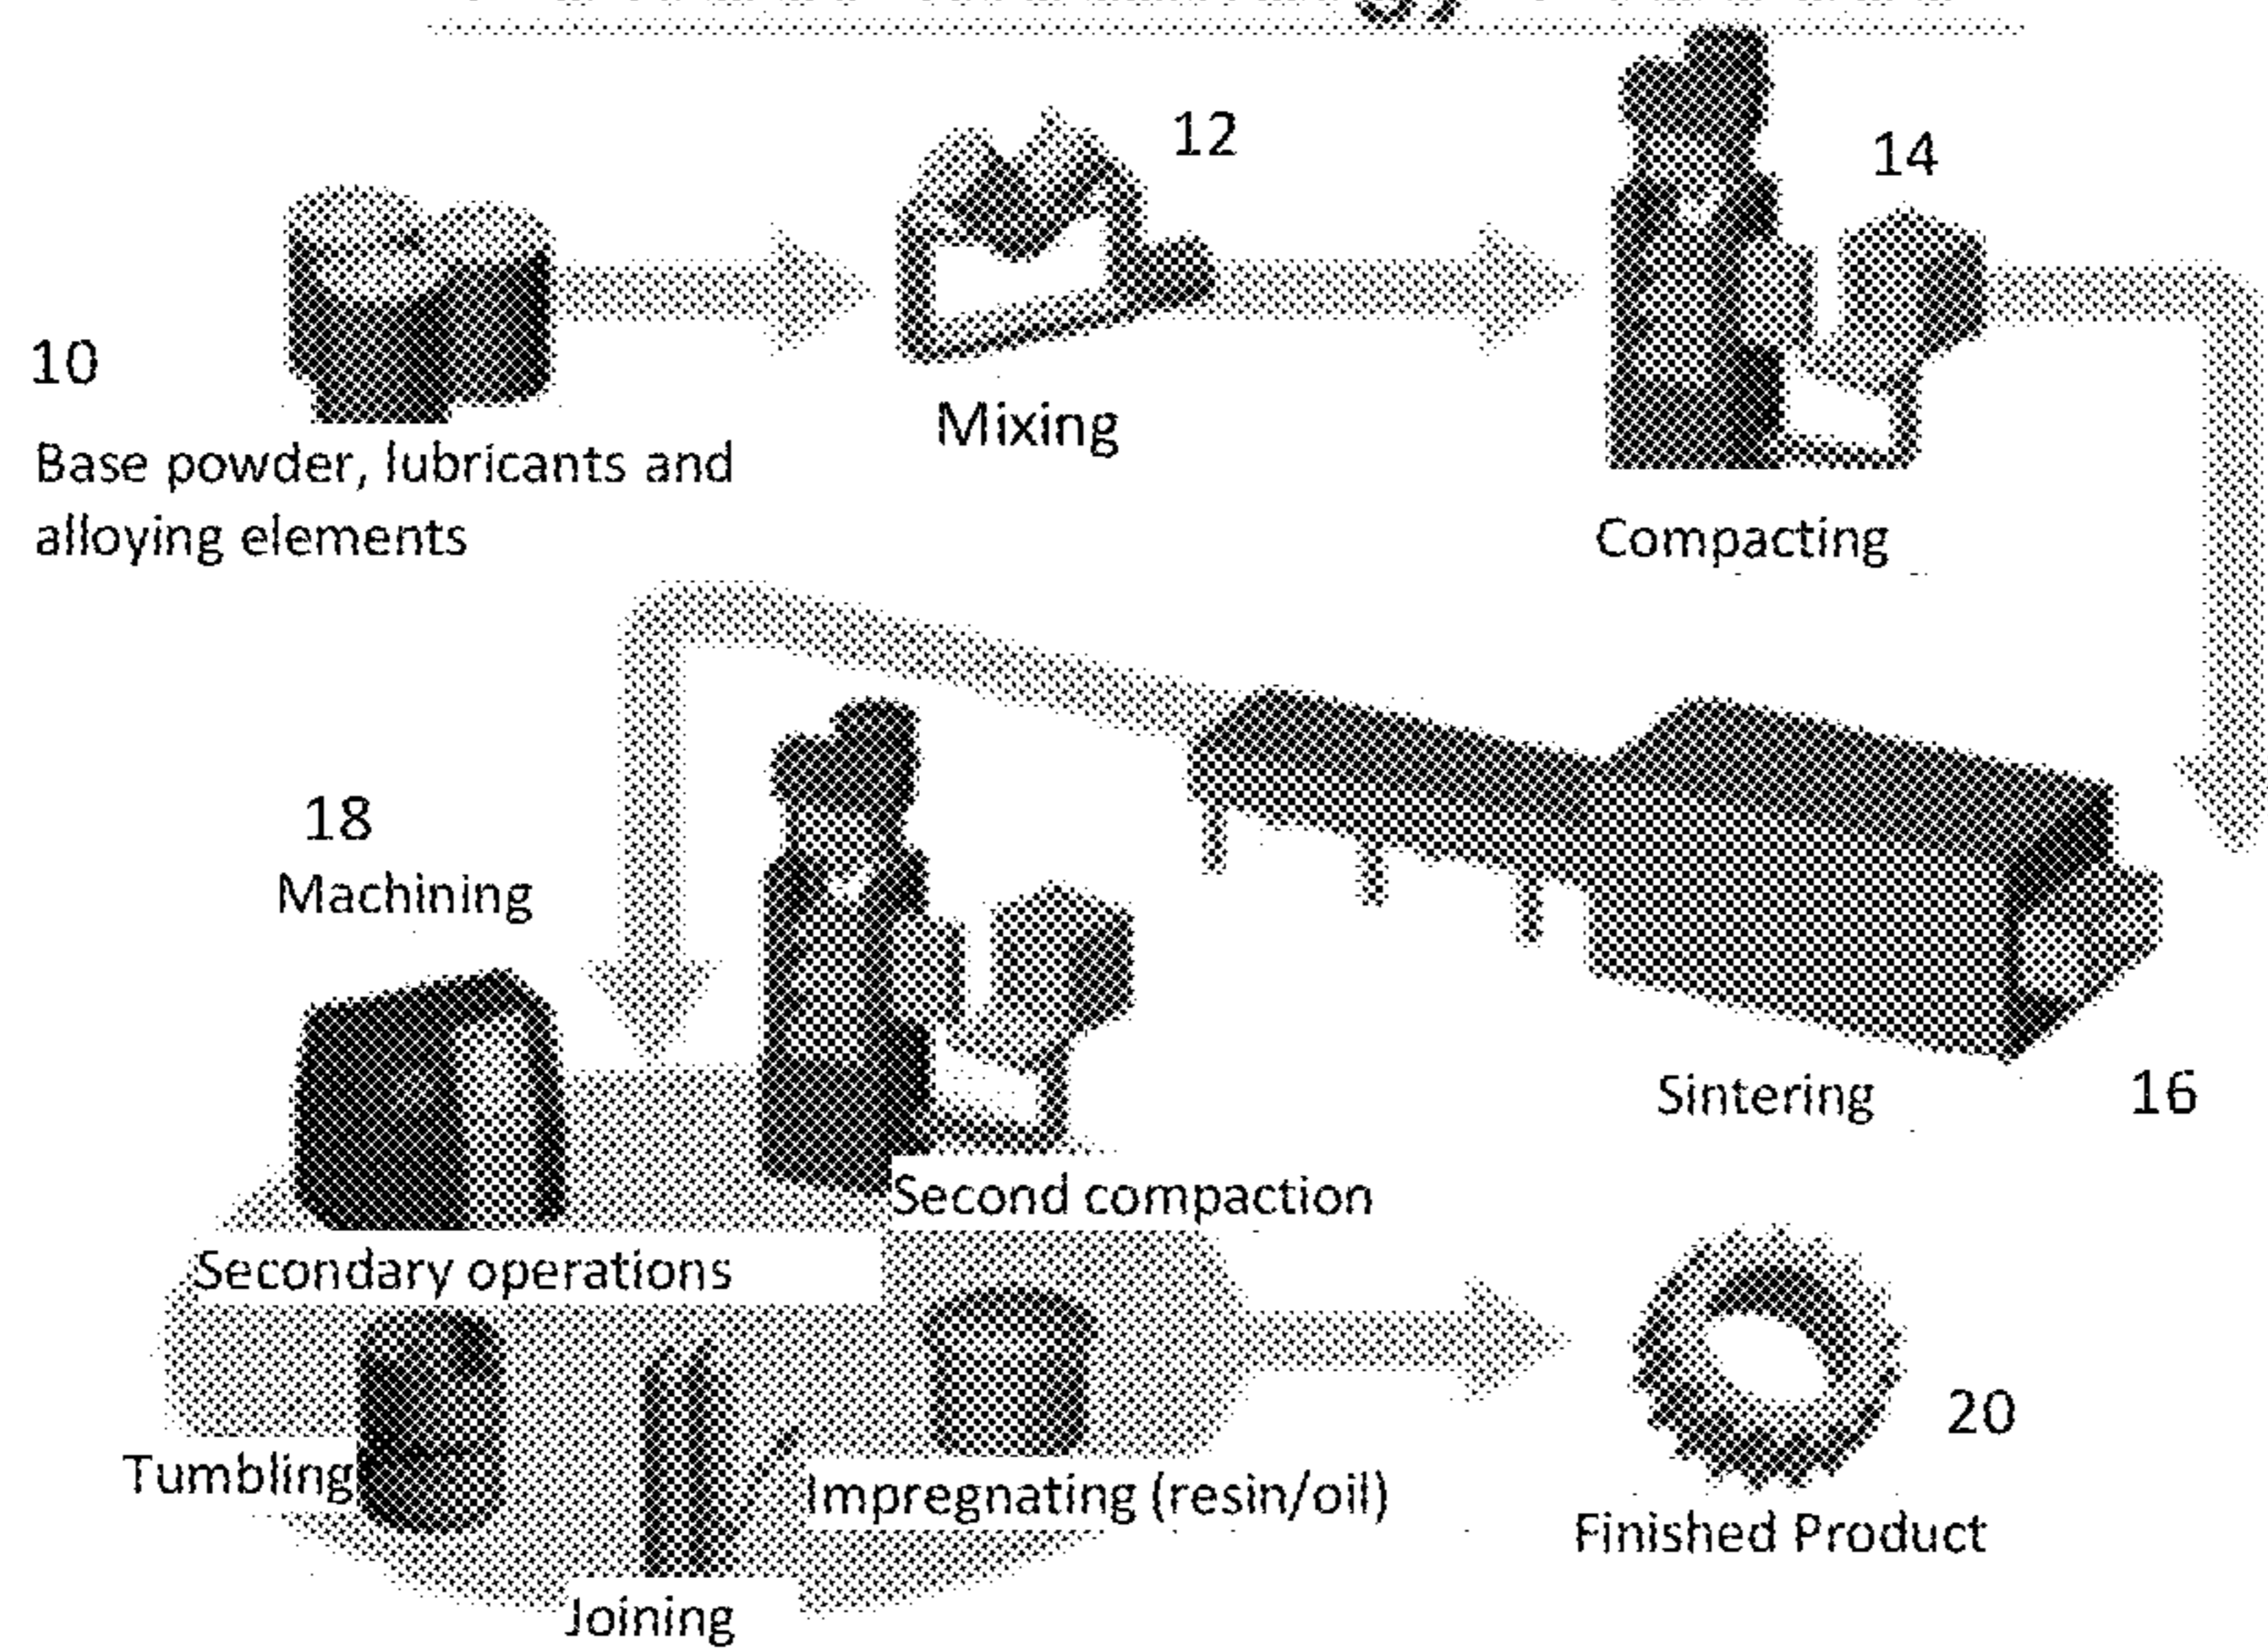 12
14
10
Mixing
Base powder, lubricants and
alloying elements
Compacting
18
Machining
Sintering
16
Second compaction
Secondary operations
20
Tumbling
Impregnating (resin/oil)
Finished Product
Joining